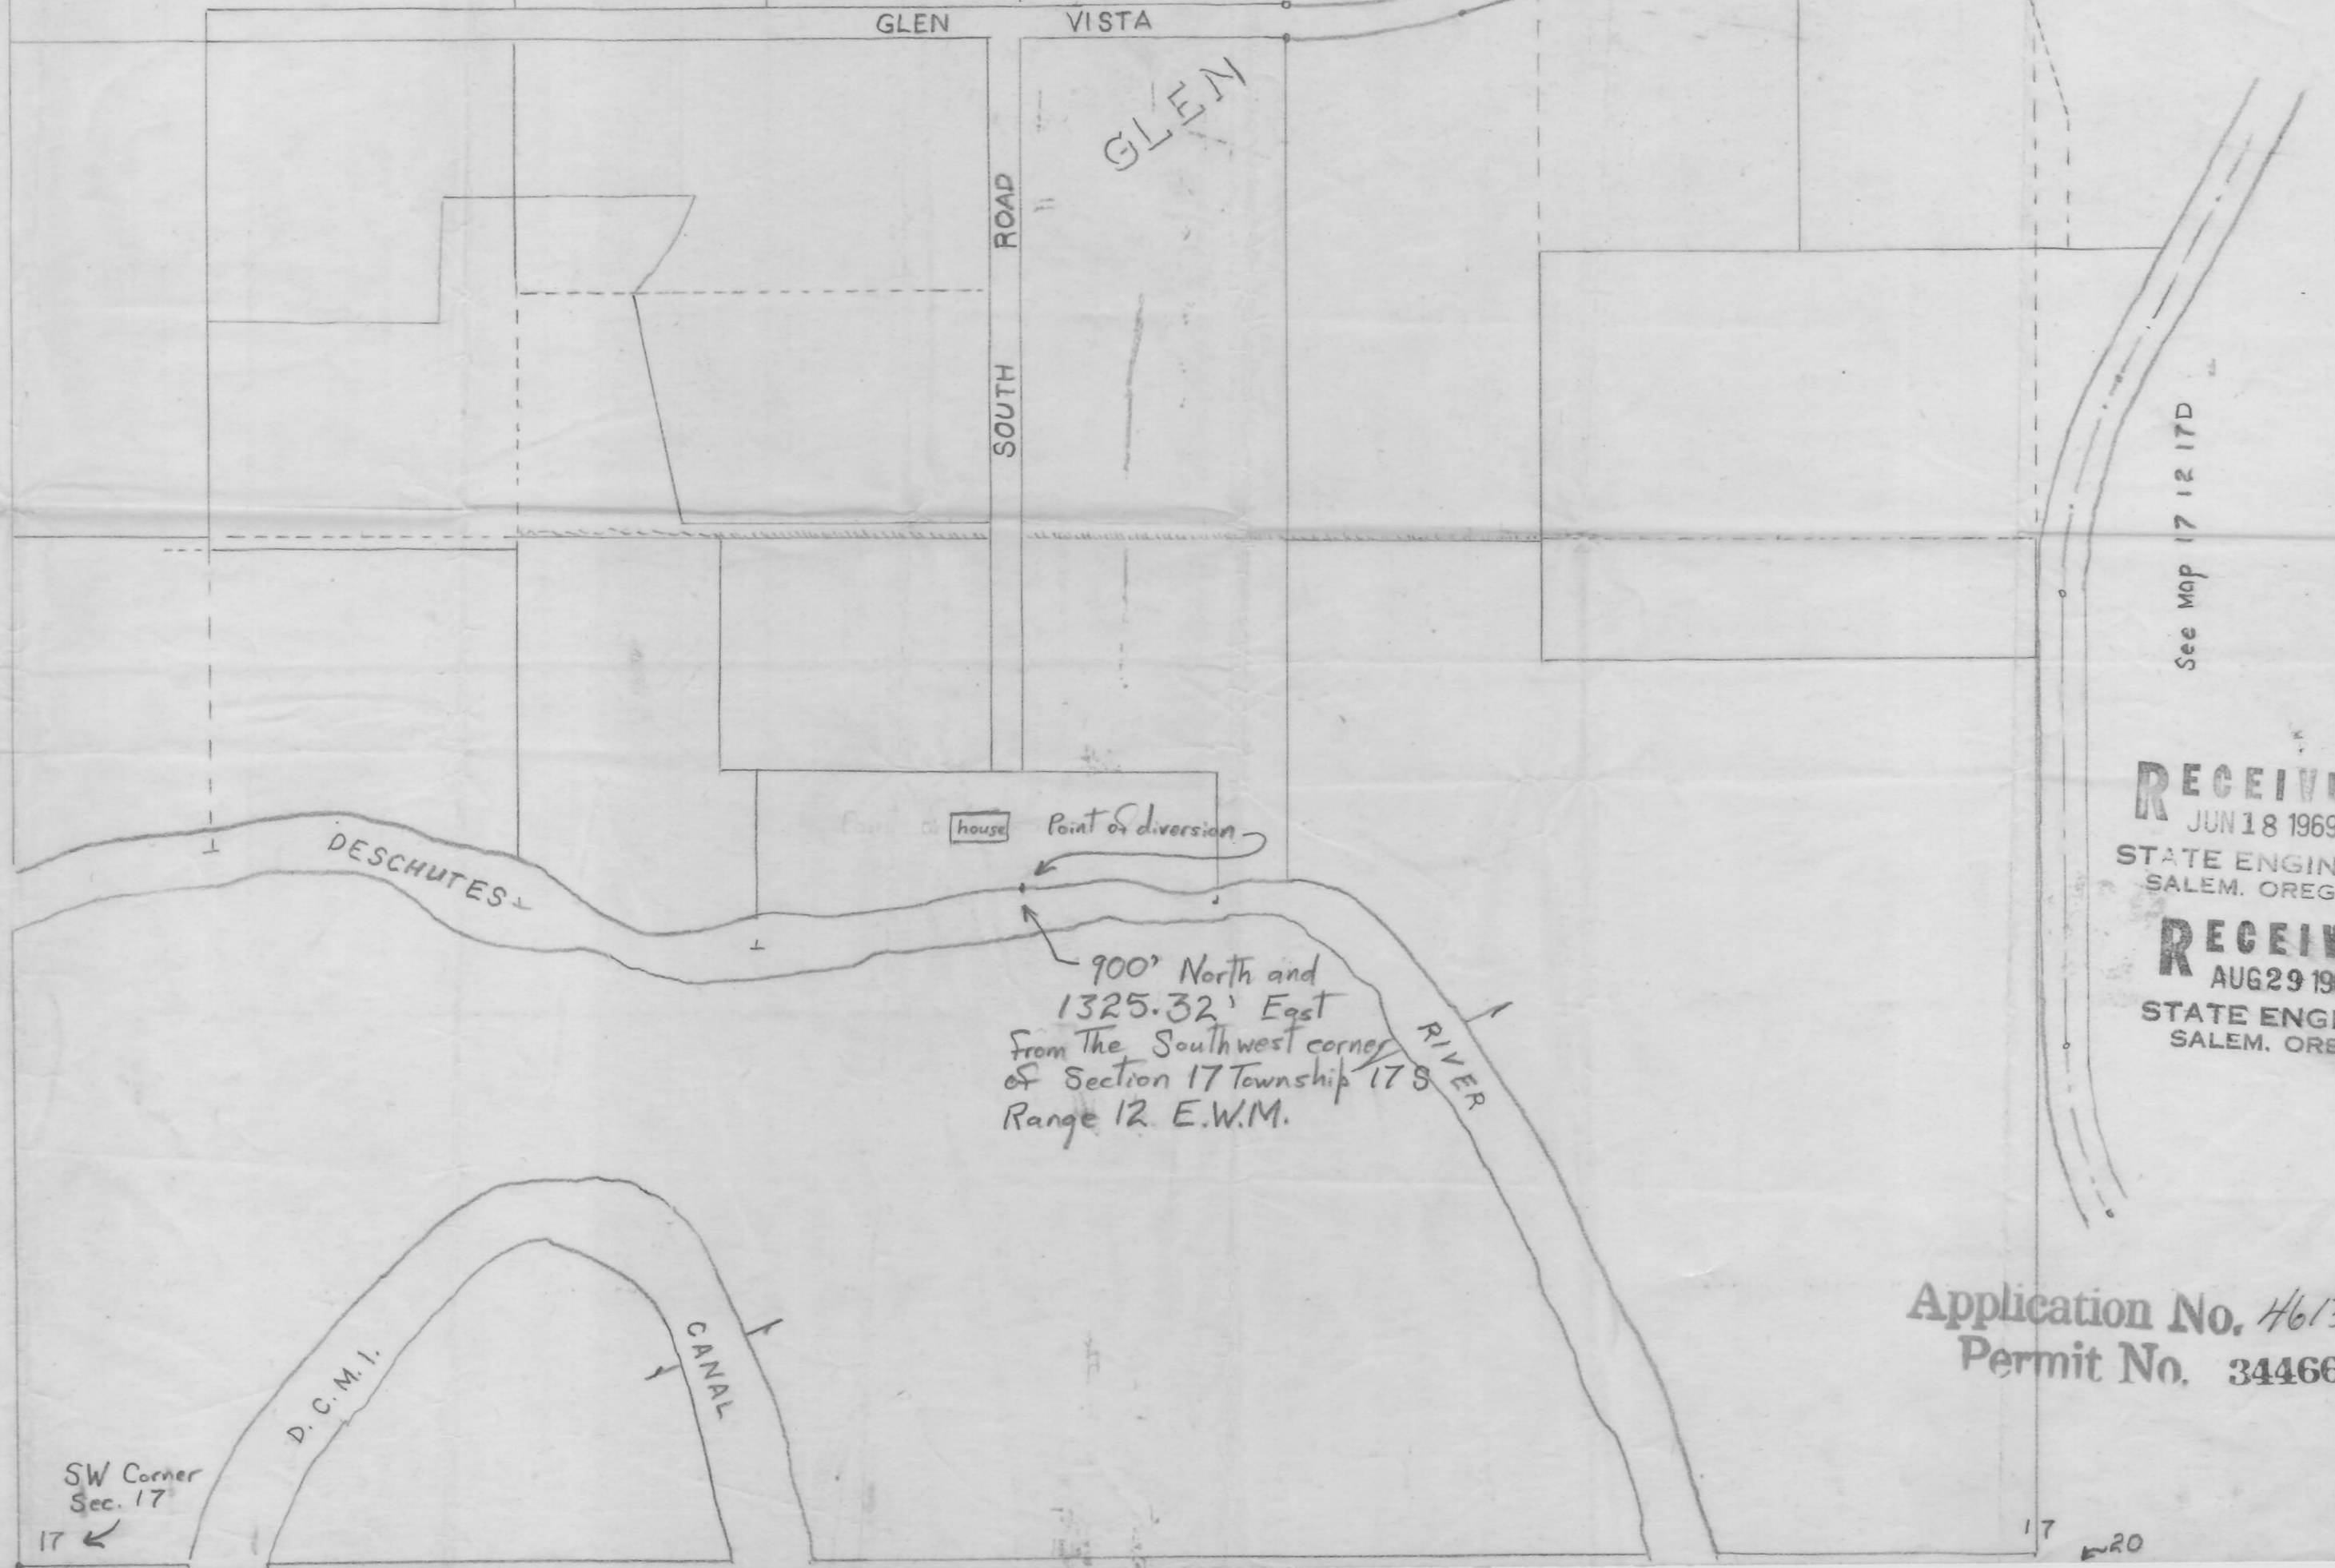 GLEN VISTA
GLEN
ROAD
SOUTH
See Map 17 12 17D
house
Point of diversion
DESCHUTES
RIVER
900' North and
1325.32' East
from The Southwest corner
of Section 17 Township 17 S
Range 12 E.W.M.
RECEIV
JUN 18 1969
STATE ENGIN
SALEM. OREG
RECEIV
AUG 29 19
STATE ENGI
SALEM. ORE
Application No. 4613
Permit No. 34466
D. C. M. I.
CANAL
SW Corner
Sec. 17
17
17
20